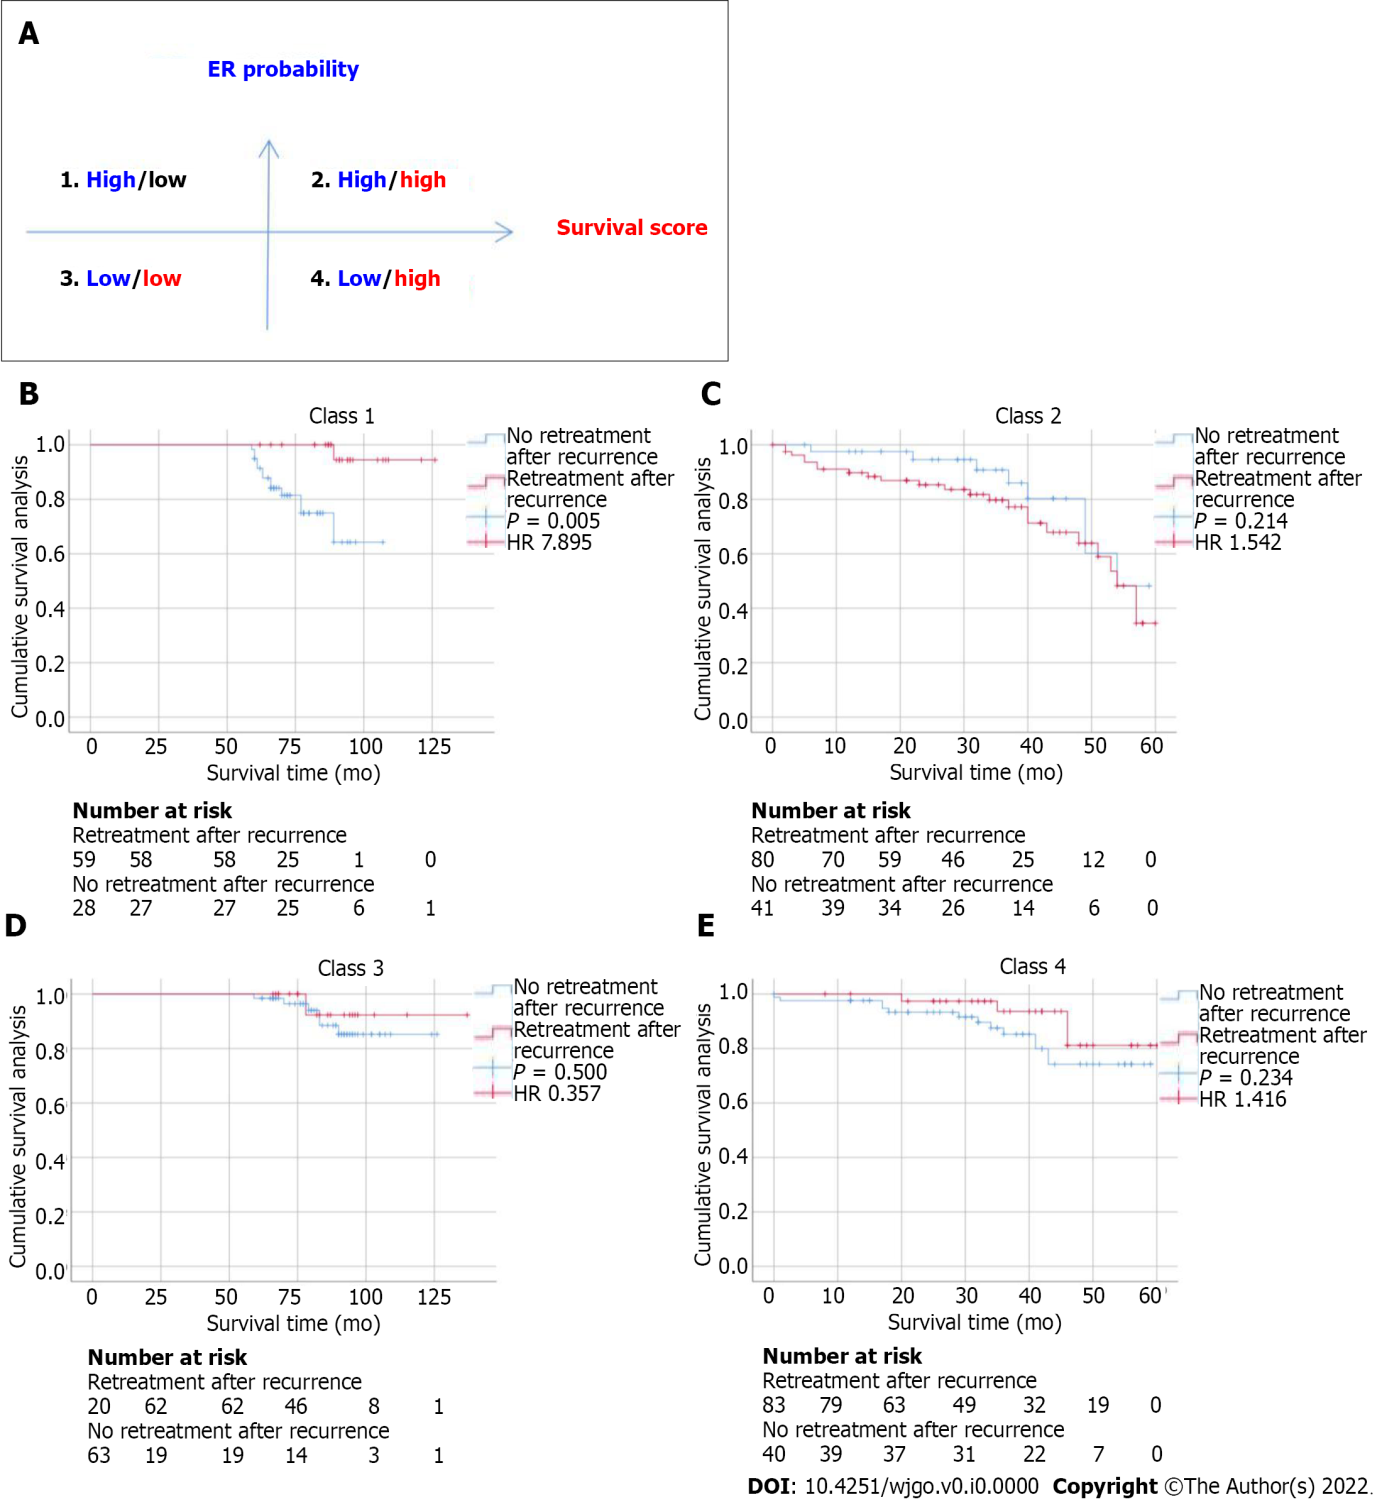 A
ER probability
1. High/low
2. High/high
Survival score
3. Low/low
4. Low/high
B
Class 1
Cumulative survival analysis
1.0
0.8
0.6
0.4
0.2
0.0
0 25 50 75 100 125
Survival time (mo)
No retreatment
after recurrence
Retreatment after
recurrence
P = 0.005
HR 7.895
Number at risk
Retreatment after recurrence
59 58 58 25 1 0
No retreatment after recurrence
28 27 27 25 6 1
C
Class 2
Cumulative survival analysis
1.0
0.8
0.6
0.4
0.2
0.0
0 10 20 30 40 50 60
Survival time (mo)
No retreatment
after recurrence
Retreatment after
recurrence
P = 0.214
HR 1.542
Number at risk
Retreatment after recurrence
80 70 59 46 25 12 0
No retreatment after recurrence
41 39 34 26 14 6 0
D
Class 3
Cumulative survival analysis
1.0
0.8
0.6
0.4
0.2
0.0
0 25 50 75 100 125
Survival time (mo)
No retreatment
after recurrence
Retreatment after
recurrence
P = 0.500
HR 0.357
Number at risk
Retreatment after recurrence
20 62 62 46 8 1
No retreatment after recurrence
63 19 19 14 3 1
E
Class 4
Cumulative survival analysis
1.0
0.8
0.6
0.4
0.2
0.0
0 10 20 30 40 50 60
Survival time (mo)
No retreatment
after recurrence
Retreatment after
recurrence
P = 0.234
HR 1.416
Number at risk
Retreatment after recurrence
83 79 63 49 32 19 0
No retreatment after recurrence
40 39 37 31 22 7 0
DOI: 10.4251/wjgo.v0.i0.0000 Copyright ©The Author(s) 2022.